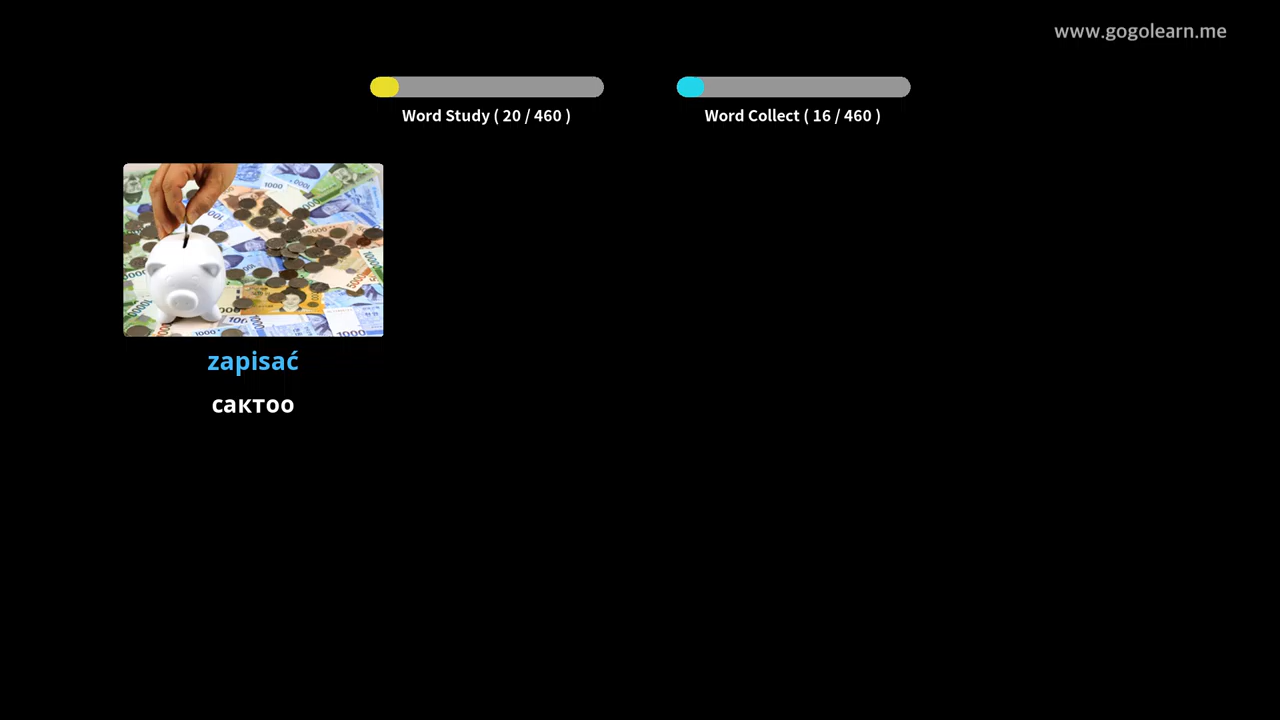 www.gogolearn.me
Word Study ( 20 / 460 )
Word Collect ( 16 / 460 )
zapisać
сактоо